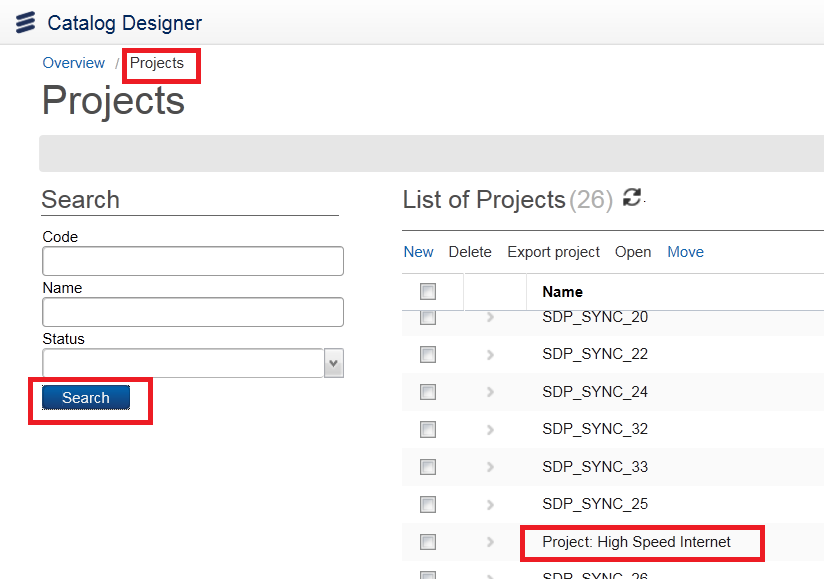 Catalog Designer
Overview / Projects
Projects
Search
Code
Name
Status
Search
List of Projects (26)
New Delete Export project Open Move
Name
SDP_SYNC_20
SDP_SYNC_22
SDP_SYNC_24
SDP_SYNC_32
SDP_SYNC_33
SDP_SYNC_25
Project: High Speed Internet
SDP_SYNC_26